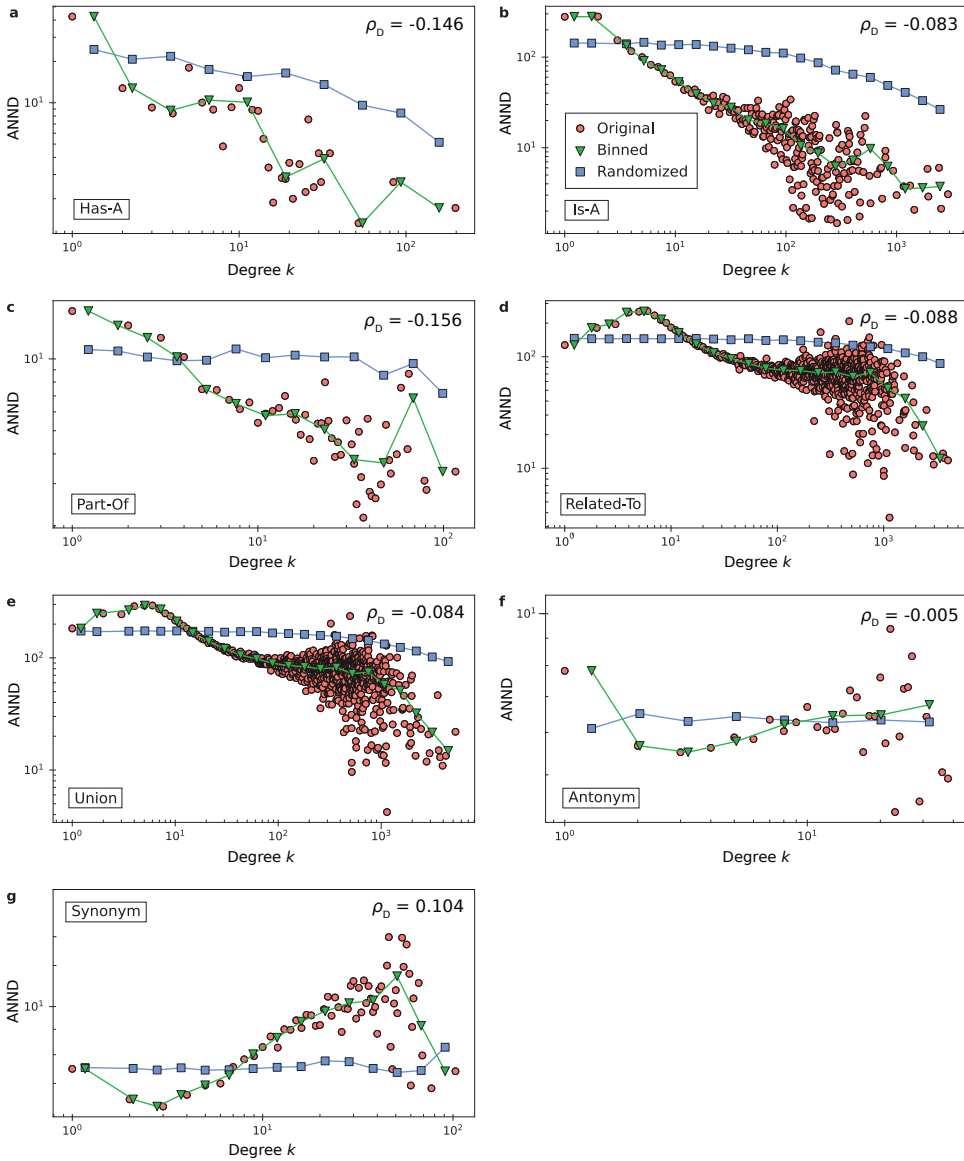 a
ρD = -0.146
ANND
10¹
Has-A
10⁰ 10¹ 10²
Degree k
b
ρD = -0.083
ANND
10²
10¹
Original
Binned
Randomized
Is-A
10⁰ 10¹ 10² 10³
Degree k
c
ρD = -0.156
ANND
10¹
Part-Of
10⁰ 10¹ 10²
Degree k
d
ρD = -0.088
ANND
10²
10¹
Related-To
10⁰ 10¹ 10² 10³
Degree k
e
ρD = -0.084
ANND
10²
10¹
Union
10⁰ 10¹ 10² 10³
Degree k
f
ρD = -0.005
ANND
10¹
Antonym
10⁰ 10¹
Degree k
g
Synonym
ρD = 0.104
ANND
10¹
10⁰ 10¹ 10²
Degree k